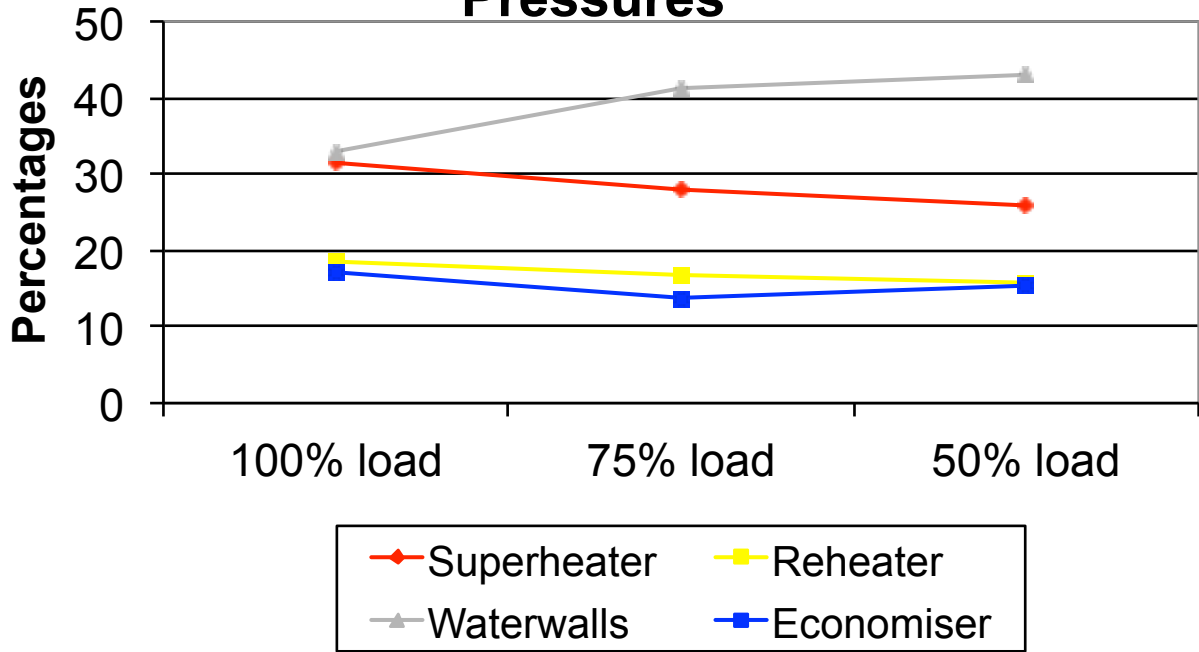 Pressures
50
40
30
20
10
0
Percentages
100% load 75% load 50% load
Superheater Reheater
Waterwalls Economiser